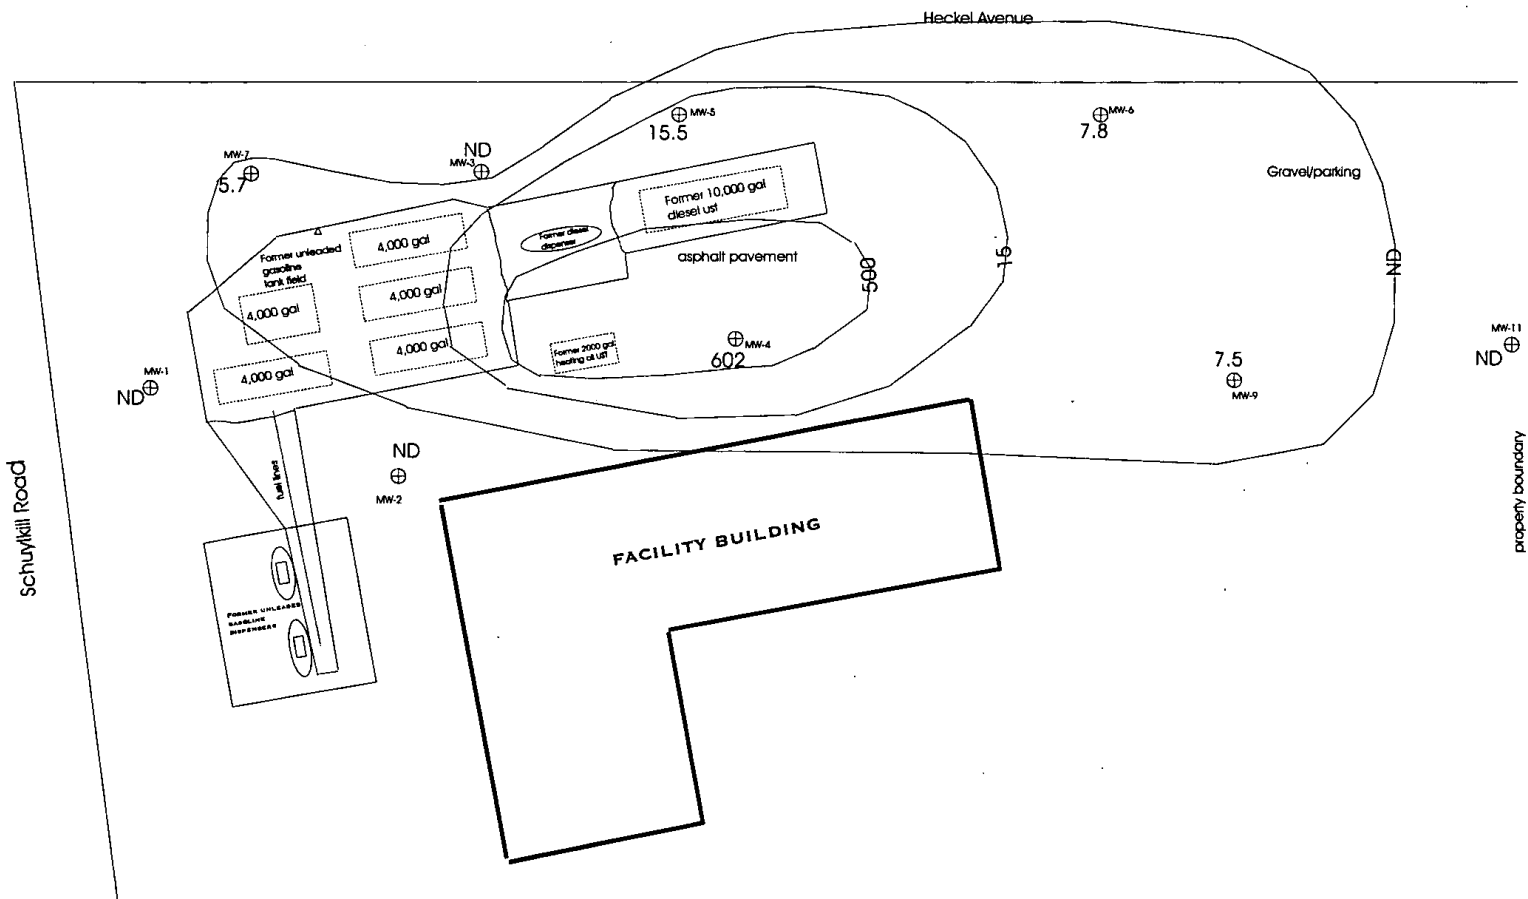 Heckel Avenue
MW-5
15.5
MW-6
7.8
ND
MW-3
MW-7
5.7
Gravel/parking
Former 10,000 gal
diesel ust
Former diesel
dispenser
4,000 gal
Former unleaded
gasoline
tank field
asphalt pavement
15
ND
500
4,000 gal
4,000 gal
4,000 gal
Former 2000 gal
heating oil UST
MW-4
602
MW-11
ND
7.5
MW-9
4,000 gal
MW-1
ND
ND
MW-2
fuel lines
Schuylkill Road
property boundary
FACILITY BUILDING
FORMER UNLEADED
GASOLINE
DISPENSERS